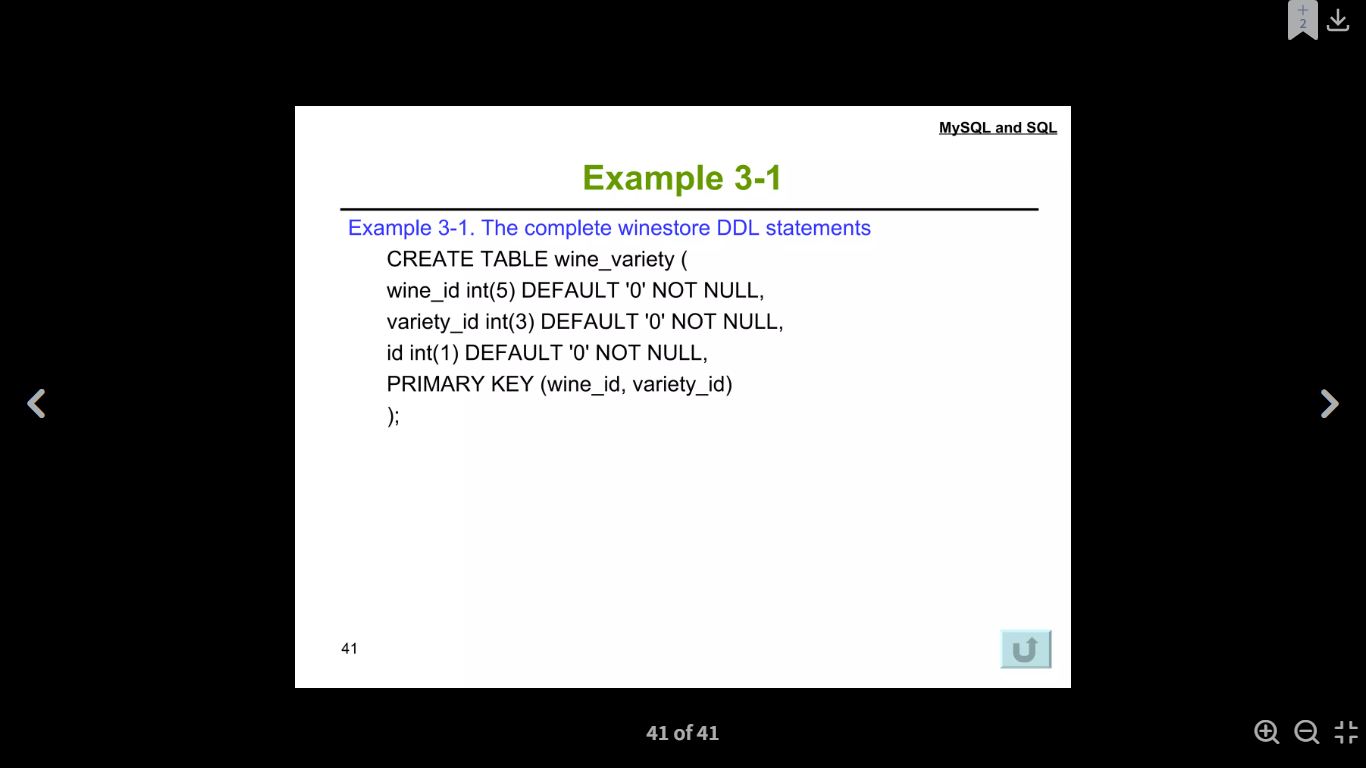 +
2
MySQL and SQL
Example 3-1
Example 3-1. The complete winestore DDL statements
CREATE TABLE wine_variety (
wine_id int(5) DEFAULT '0' NOT NULL,
variety_id int(3) DEFAULT '0' NOT NULL,
id int(1) DEFAULT '0' NOT NULL,
PRIMARY KEY (wine_id, variety_id)
);
41
41 of 41